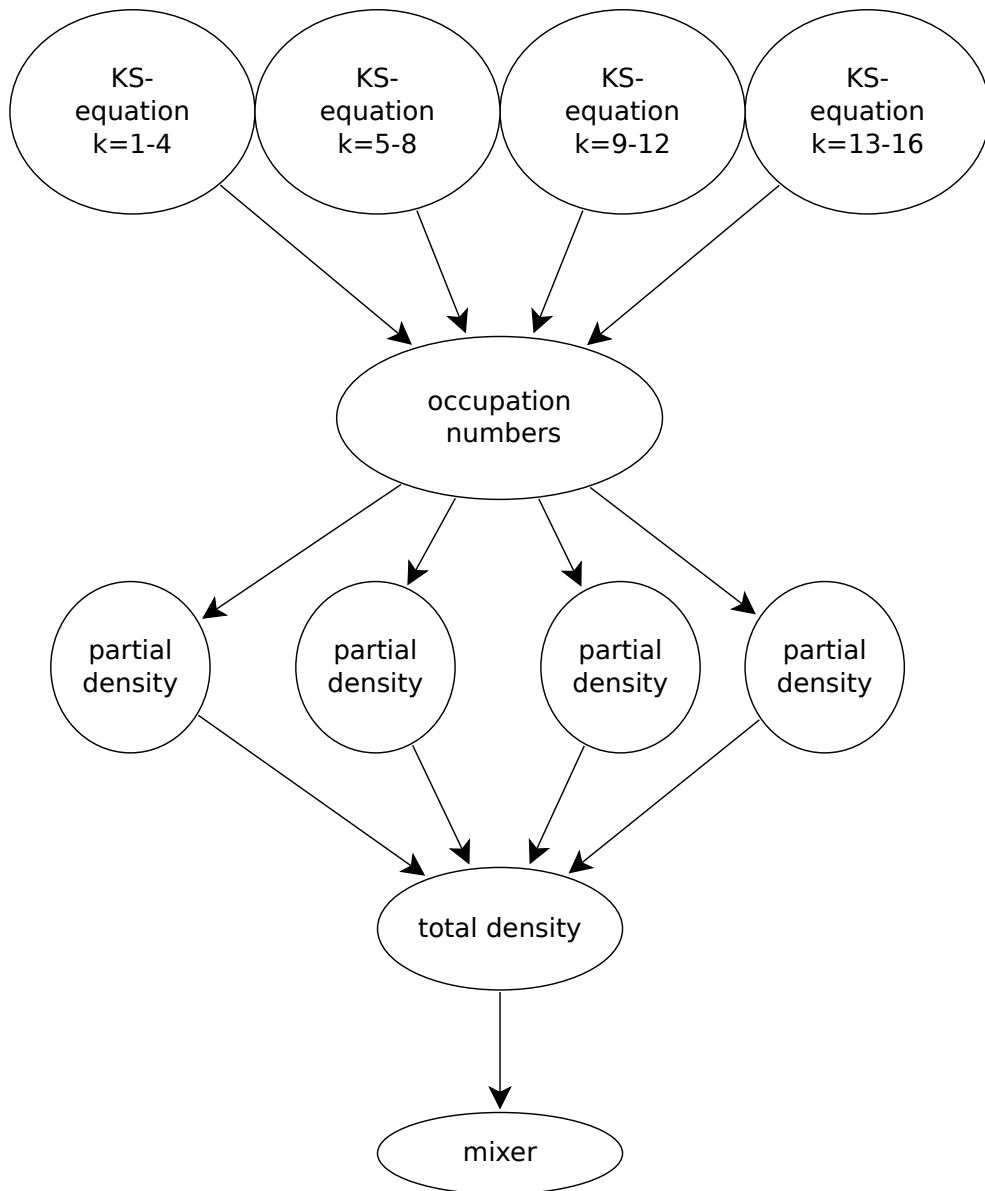 KS-
equation
k=1-4
KS-
equation
k=5-8
KS-
equation
k=9-12
KS-
equation
k=13-16
occupation
numbers
partial
density
partial
density
partial
density
partial
density
total density
mixer